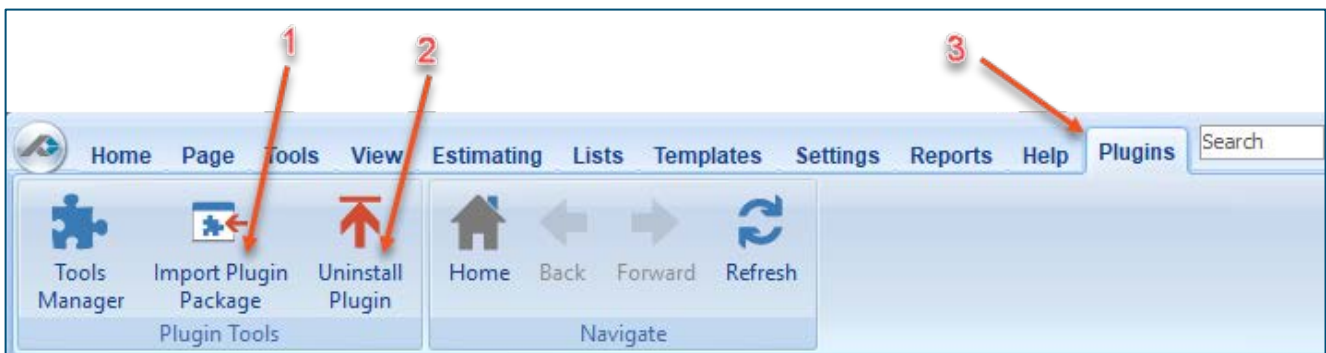 1 2 3
Home Page Tools View Estimating Lists Templates Settings Reports Help Plugins Search
Tools Import Plugin Uninstall Home Back Forward Refresh
Manager Package Plugin
Plugin Tools Navigate